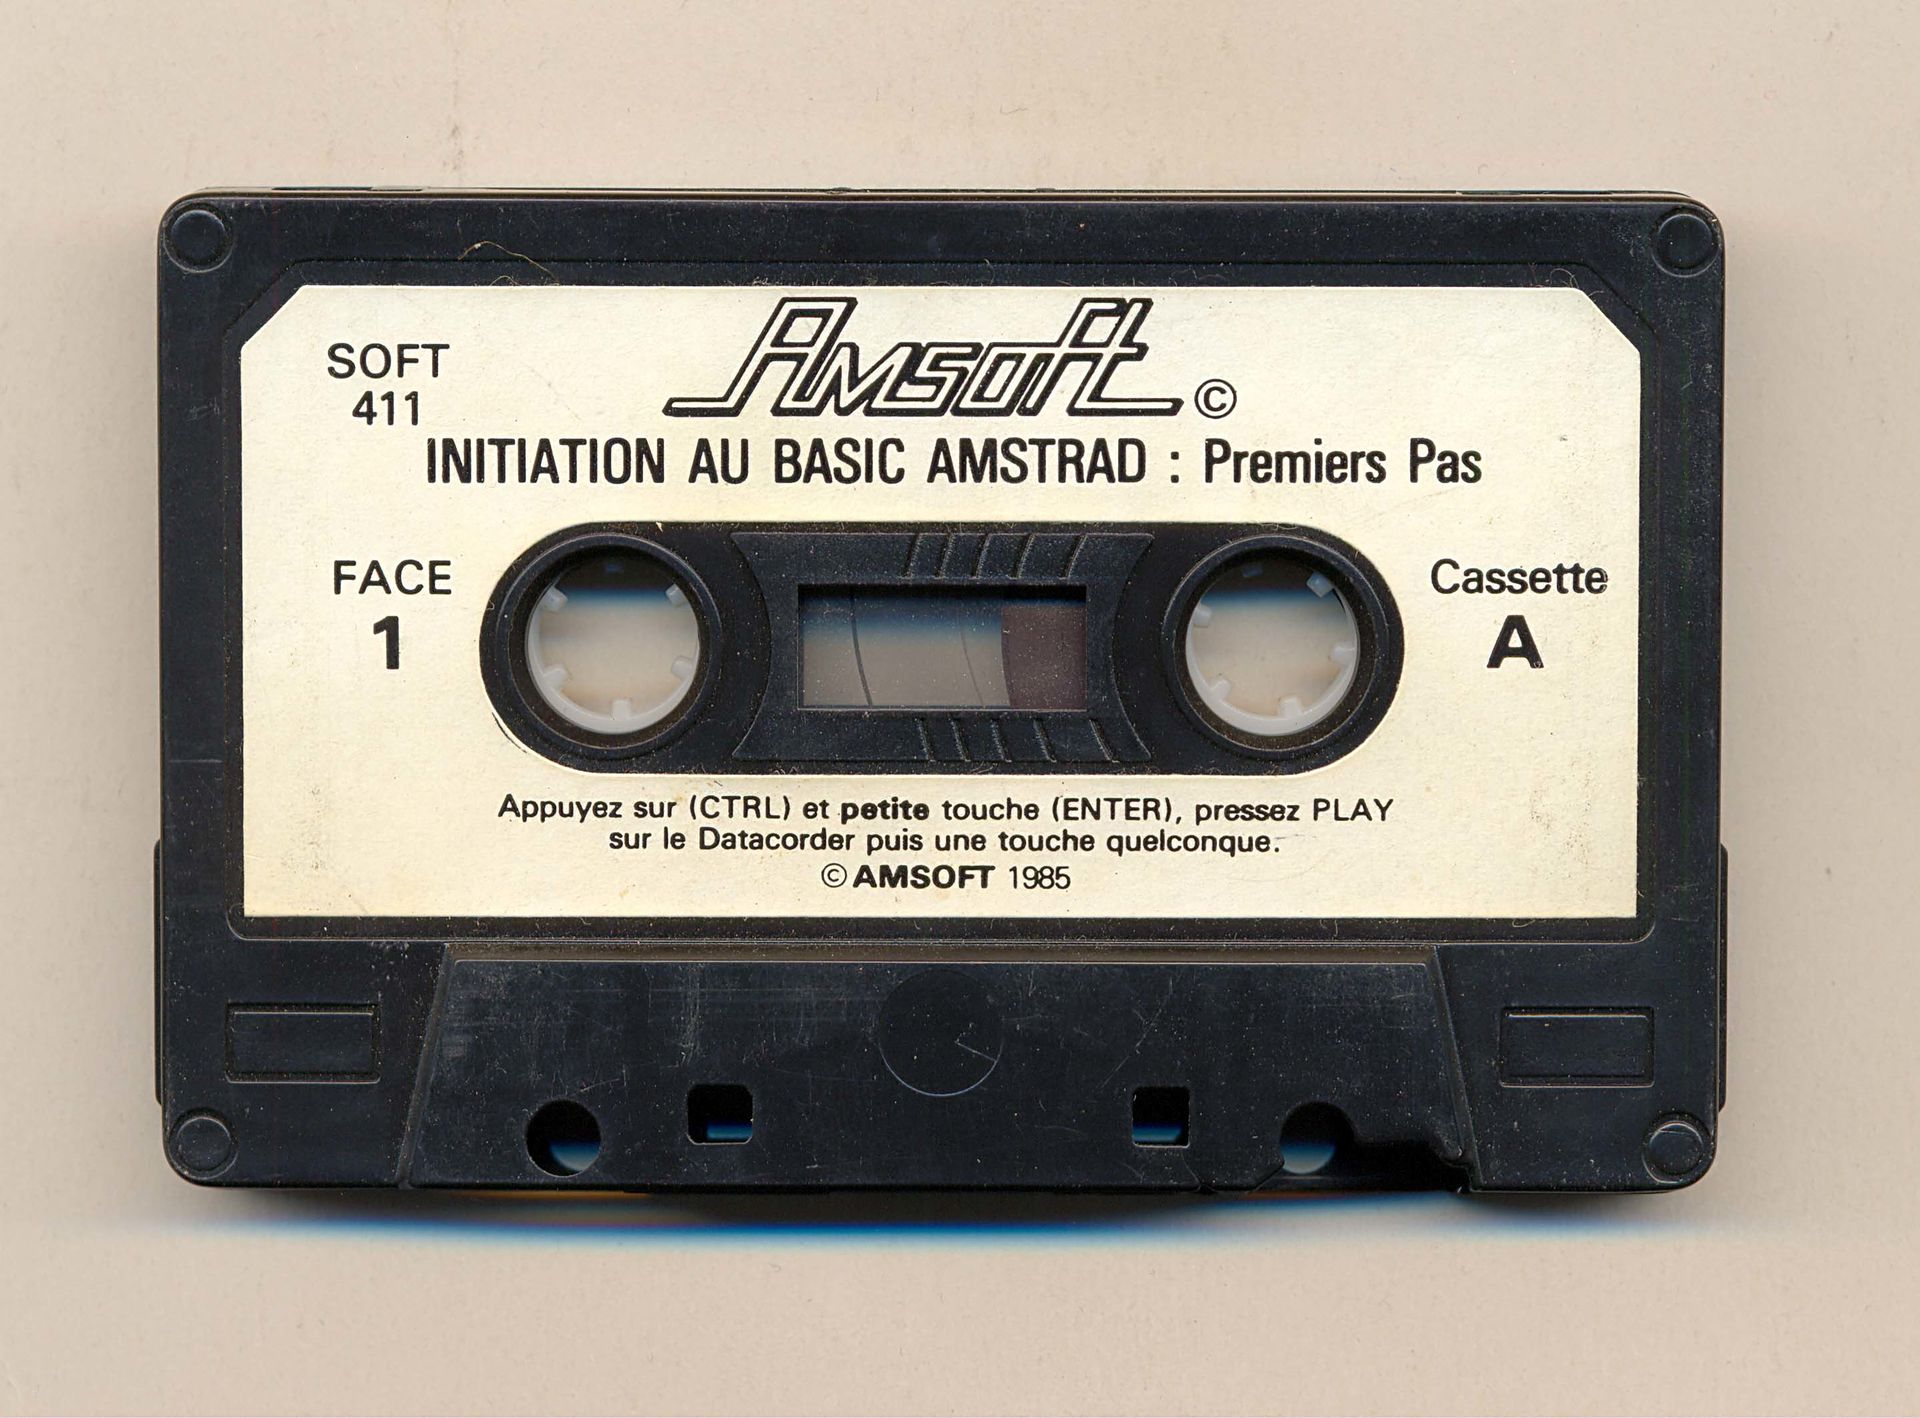 Amsoft ©
SOFT
411
INITIATION AU BASIC AMSTRAD : Premiers Pas
FACE
1
Cassette
A
Appuyez sur (CTRL) et petite touche (ENTER), pressez PLAY
sur le Datacorder puis une touche quelconque.
© AMSOFT 1985